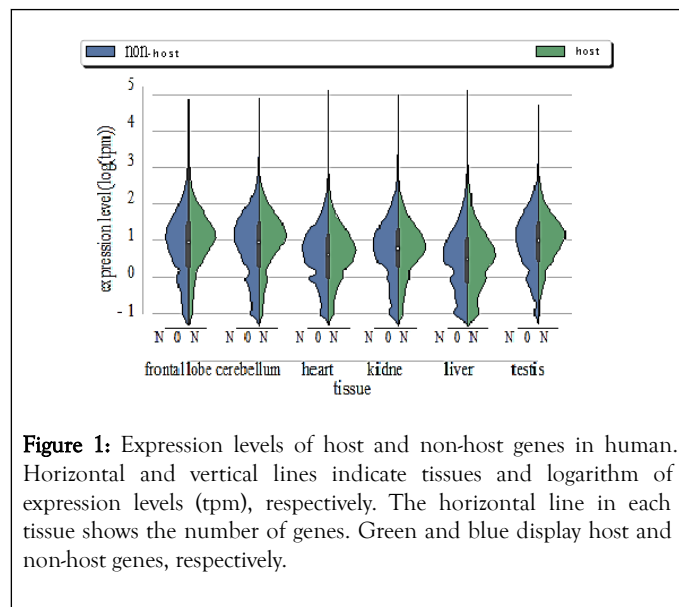 non-host host
5
4
3
2
1
0
-1
expression level (log(tpm))
N O N N O N N O N N O N N O N N O N
frontal lobe cerebellum heart kidne liver testis
tissue
Figure 1: Expression levels of host and non-host genes in human.
Horizontal and vertical lines indicate tissues and logarithm of
expression levels (tpm), respectively. The horizontal line in each
tissue shows the number of genes. Green and blue display host and
non-host genes, respectively.